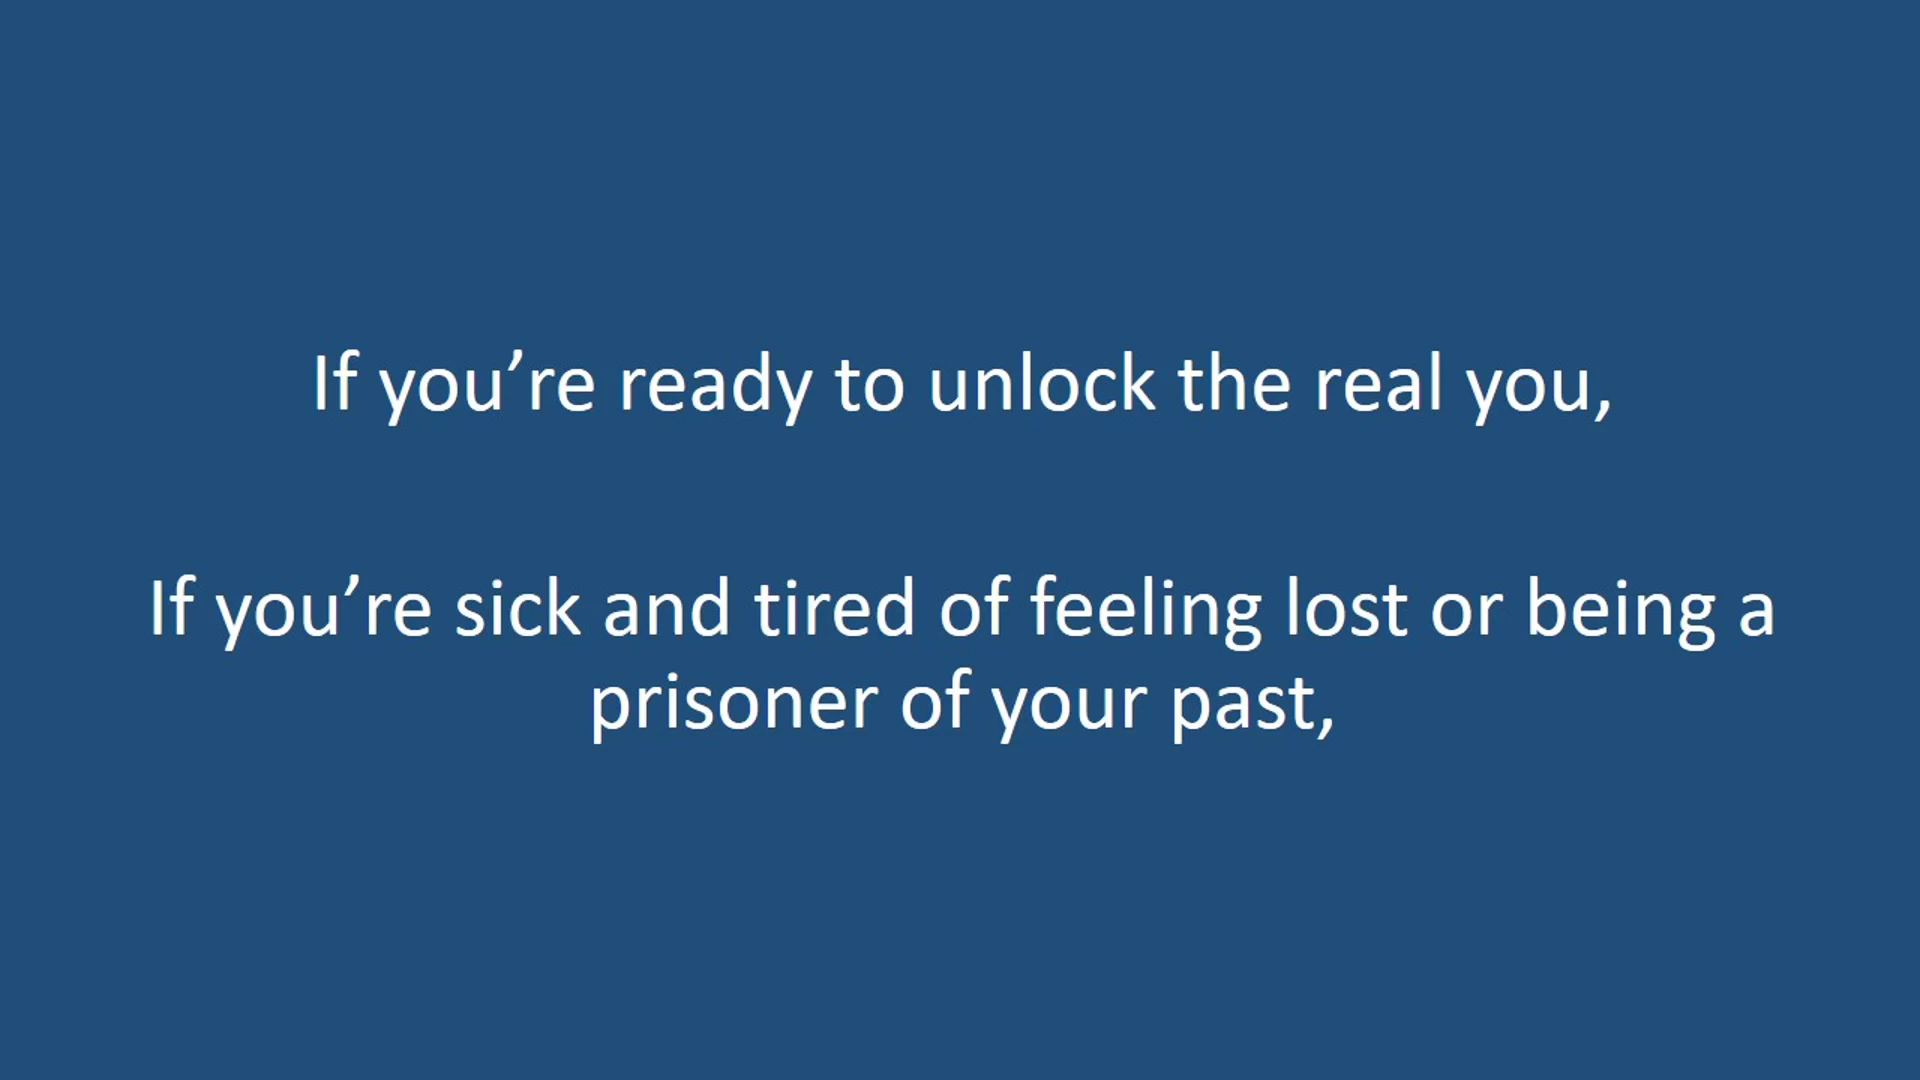 If you’re ready to unlock the real you,
If you’re sick and tired of feeling lost or being a
prisoner of your past,